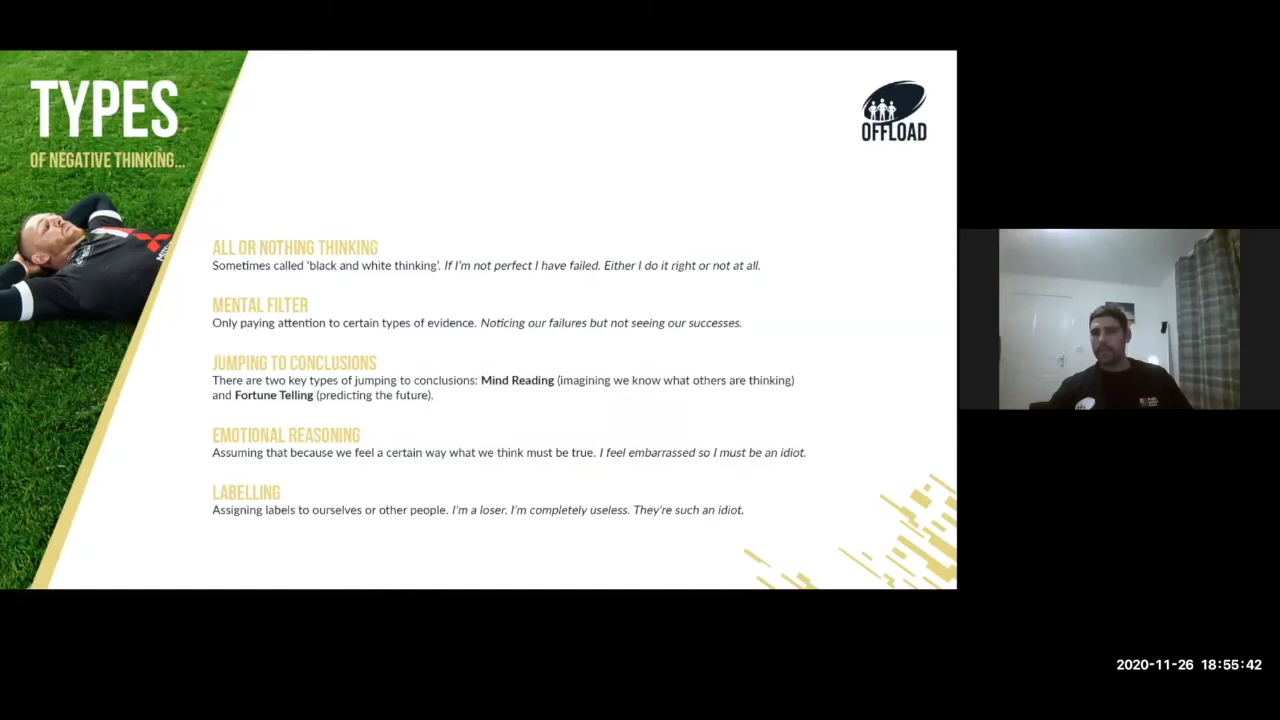 TYPES
OF NEGATIVE THINKING...
OFFLOAD
ALL OR NOTHING THINKING
Sometimes called 'black and white thinking'. If I'm not perfect I have failed. Either I do it right or not at all.
MENTAL FILTER
Only paying attention to certain types of evidence. Noticing our failures but not seeing our successes.
JUMPING TO CONCLUSIONS
There are two key types of jumping to conclusions: Mind Reading (imagining we know what others are thinking)
and Fortune Telling (predicting the future).
EMOTIONAL REASONING
Assuming that because we feel a certain way what we think must be true. I feel embarrassed so I must be an idiot.
LABELLING
Assigning labels to ourselves or other people. I'm a loser. I'm completely useless. They're such an idiot.
2020-11-26 18:55:42